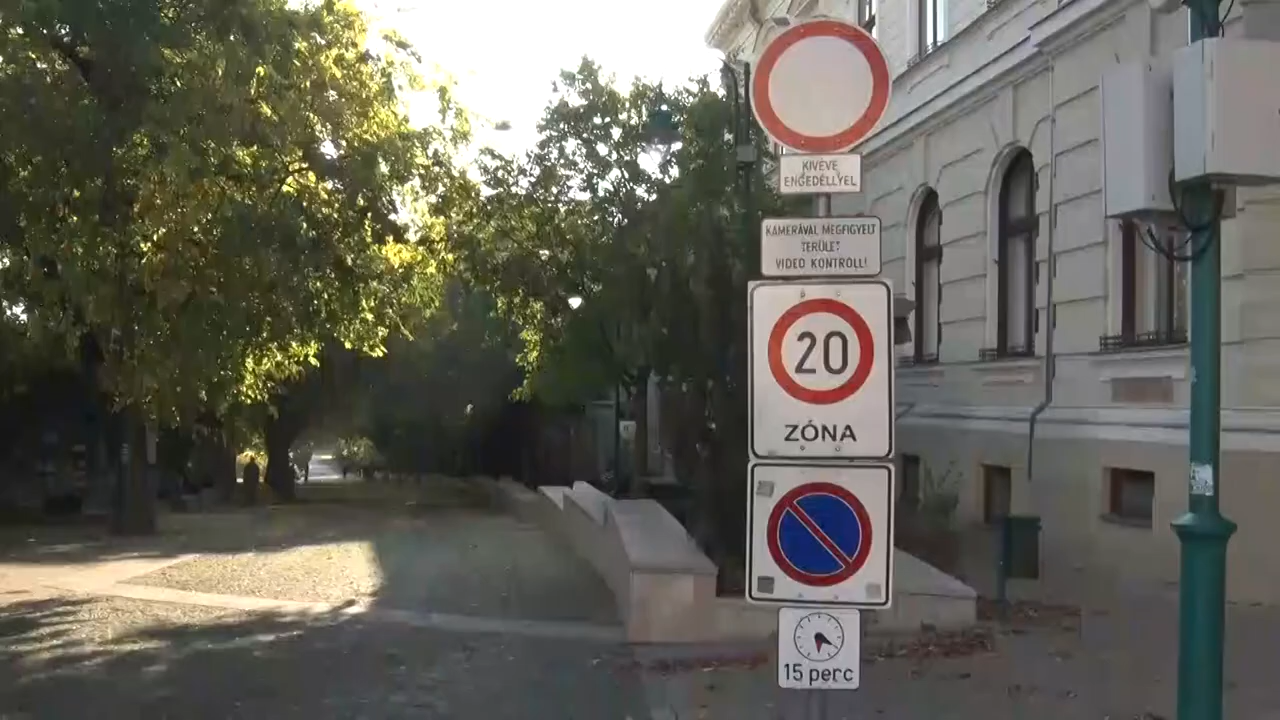 KIVÉVE
ENGEDÉLLYEL
KAMERÁVAL MEGFIGYELT
TERÜLET
VIDEO KONTROLL!
20
ZÓNA
15 perc